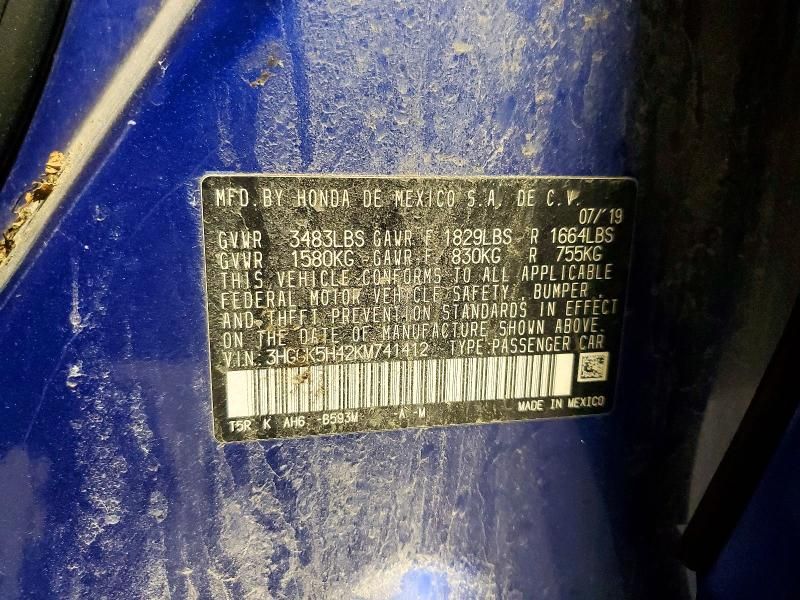 MFD. BY HONDA DE MEXICO S.A. DE C.V.
07/'19
GVWR 3483LBS GAWR F 1829LBS R 1664LBS
GVWR 1580KG GAWR F 830KG R 755KG
THIS VEHICLE CONFORMS TO ALL APPLICABLE
FEDERAL MOTOR VEHICLE SAFETY, BUMPER,
AND THEFT PREVENTION STANDARDS IN EFFECT
ON THE DATE OF MANUFACTURE SHOWN ABOVE.
VIN: 3HGGK5H42KM741412 TYPE:PASSENGER CAR
T5R K AH6 B593M A M
MADE IN MEXICO